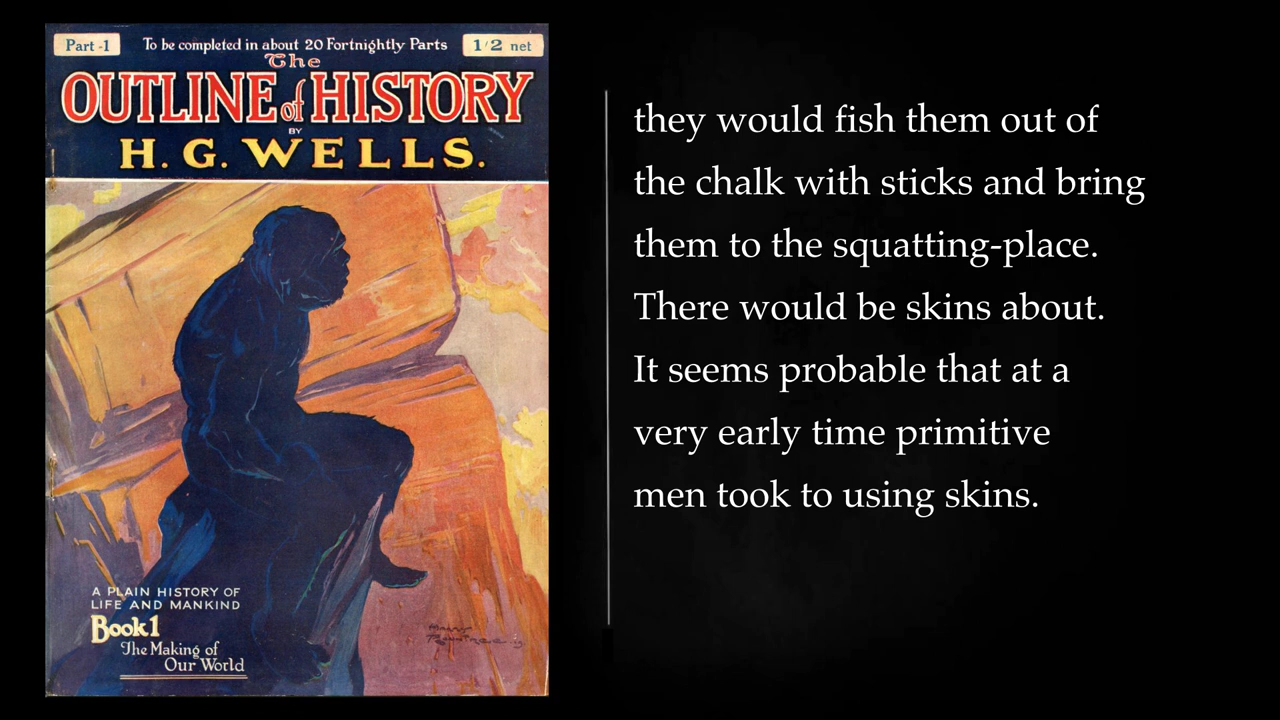 Part -1
To be completed in about 20 Fortnightly Parts
1/2 net
The
OUTLINE of HISTORY
BY
H. G. WELLS.
A PLAIN HISTORY OF
LIFE AND MANKIND
Book 1
The Making of
Our World
they would fish them out of
the chalk with sticks and bring
them to the squatting-place.
There would be skins about.
It seems probable that at a
very early time primitive
men took to using skins.